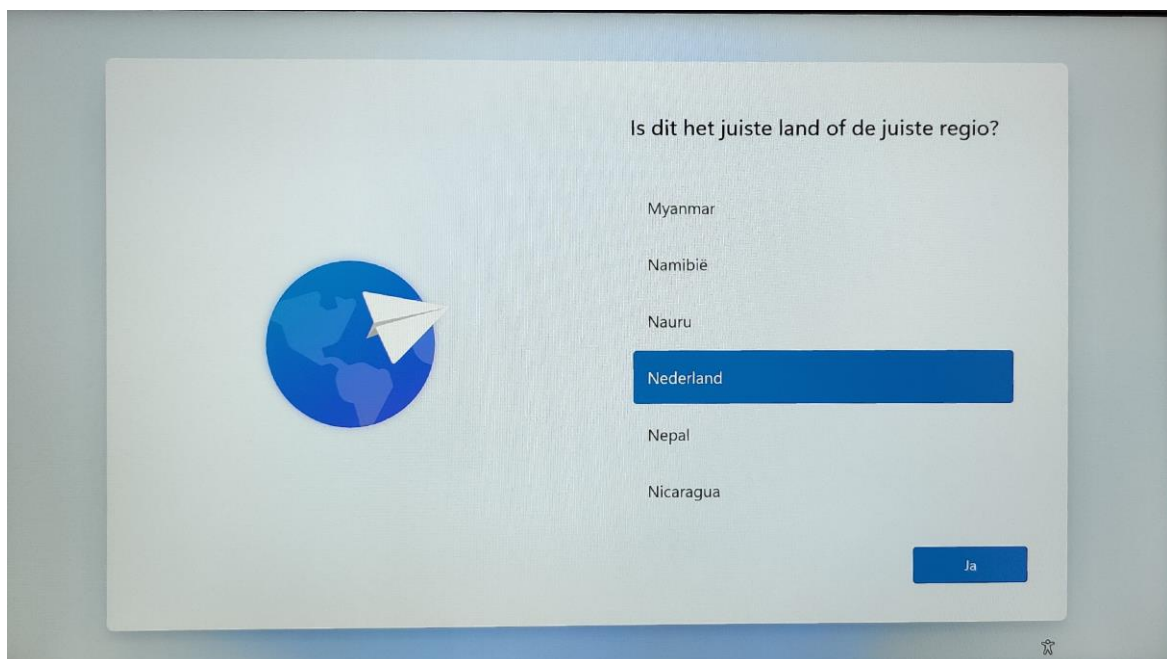 Is dit het juiste land of de juiste regio?
Myanmar
Namibië
Nauru
Nederland
Nepal
Nicaragua
Ja